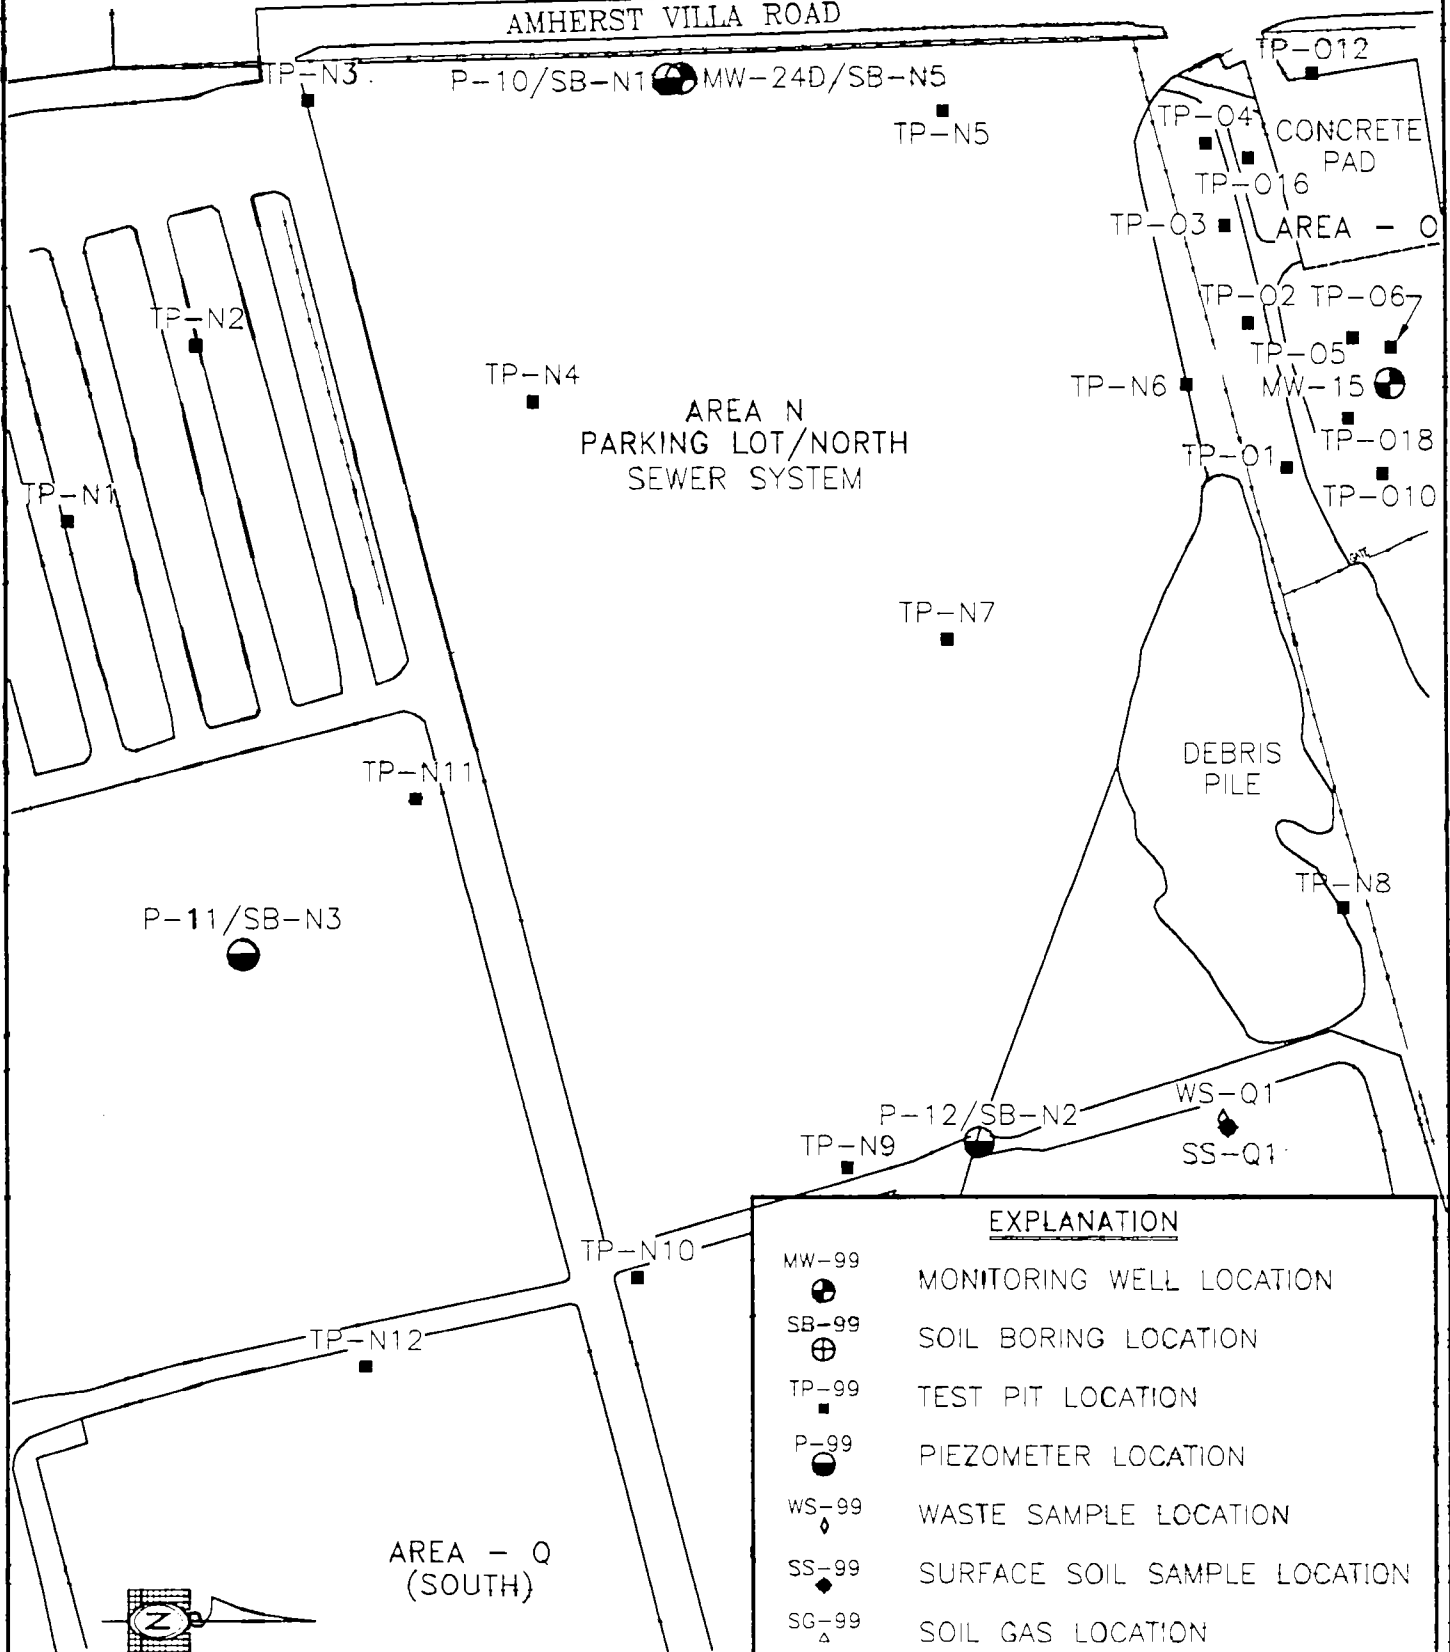 AMHERST VILLA ROAD
TP-N3
P-10/SB-N1
MW-24D/SB-N5
TP-N5
TP-O12
TP-O4
CONCRETE
PAD
TP-O16
TP-O3
AREA - O
TP-N2
TP-O2
TP-O6
TP-O5
TP-N4
TP-N6
MW-15
AREA N
PARKING LOT/NORTH
SEWER SYSTEM
TP-O18
TP-O1
TP-N1
TP-O10
GATE
TP-N7
DEBRIS
PILE
TP-N11
TP-N8
P-11/SB-N3
WS-Q1
P-12/SB-N2
TP-N9
SS-Q1
TP-N10
TP-N12
EXPLANATION
MW-99
MONITORING WELL LOCATION
SB-99
SOIL BORING LOCATION
TP-99
TEST PIT LOCATION
P-99
PIEZOMETER LOCATION
WS-99
WASTE SAMPLE LOCATION
SS-99
SURFACE SOIL SAMPLE LOCATION
SG-99
SOIL GAS LOCATION
AREA - Q
(SOUTH)
N